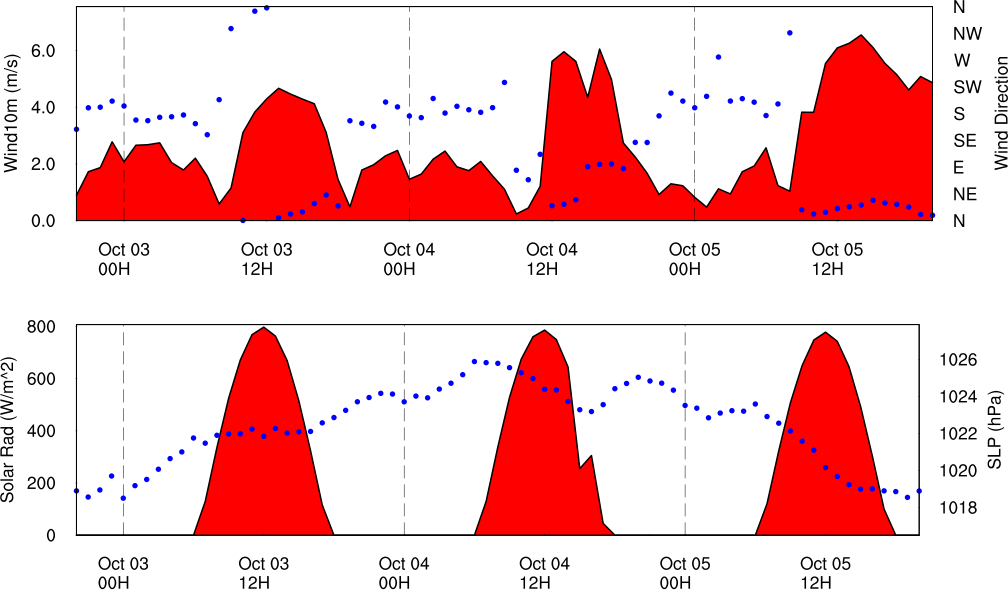 N
NW
6.0
W
SW
4.0
S
SE
2.0
E
NE
0.0
N
Wind10m (m/s)
Wind Direction
Oct 03 Oct 03 Oct 04 Oct 04 Oct 05 Oct 05
00H 12H 00H 12H 00H 12H
800
1026
600
1024
400
1022
1020
200
1018
0
Solar Rad (W/m^2)
SLP (hPa)
Oct 03 Oct 03 Oct 04 Oct 04 Oct 05 Oct 05
00H 12H 00H 12H 00H 12H